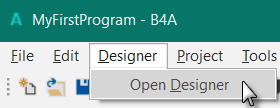 MyFirstProgram - B4A
File Edit Designer Project Tools
Open Designer